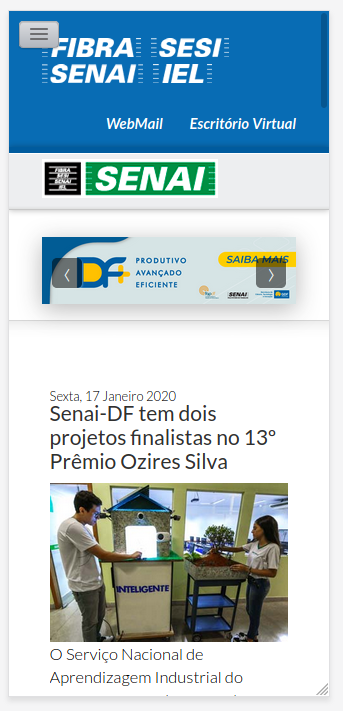 FIBRA SESI
SENAI IEL
WebMail Escritório Virtual
FIBRA
SESI
SENAI
IEL
SENAI
DF+
PRODUTIVO
AVANÇADO
EFICIENTE
SAIBA MAIS
SENAI
Sexta, 17 Janeiro 2020
Senai-DF tem dois
projetos finalistas no 13º
Prêmio Ozires Silva
INTELIGENTE
O Serviço Nacional de
Aprendizagem Industrial do